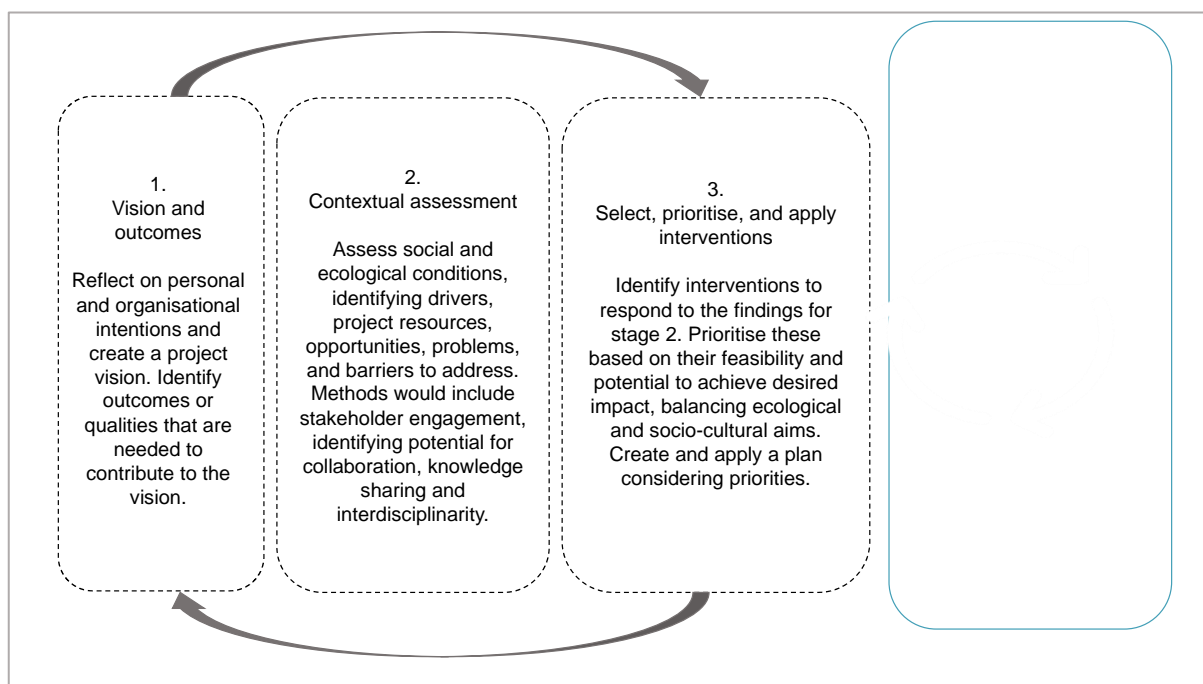 1.
Vision and
outcomes
Reflect on personal
and organisational
intentions and
create a project
vision. Identify
outcomes or
qualities that are
needed to
contribute to the
vision.
2.
Contextual assessment
Assess social and
ecological conditions,
identifying drivers,
project resources,
opportunities, problems,
and barriers to address.
Methods would include
stakeholder engagement,
identifying potential for
collaboration, knowledge
sharing and
interdisciplinarity.
3.
Select, prioritise, and apply
interventions
Identify interventions to
respond to the findings for
stage 2. Prioritise these
based on their feasibility and
potential to achieve desired
impact, balancing ecological
and socio-cultural aims.
Create and apply a plan
considering priorities.